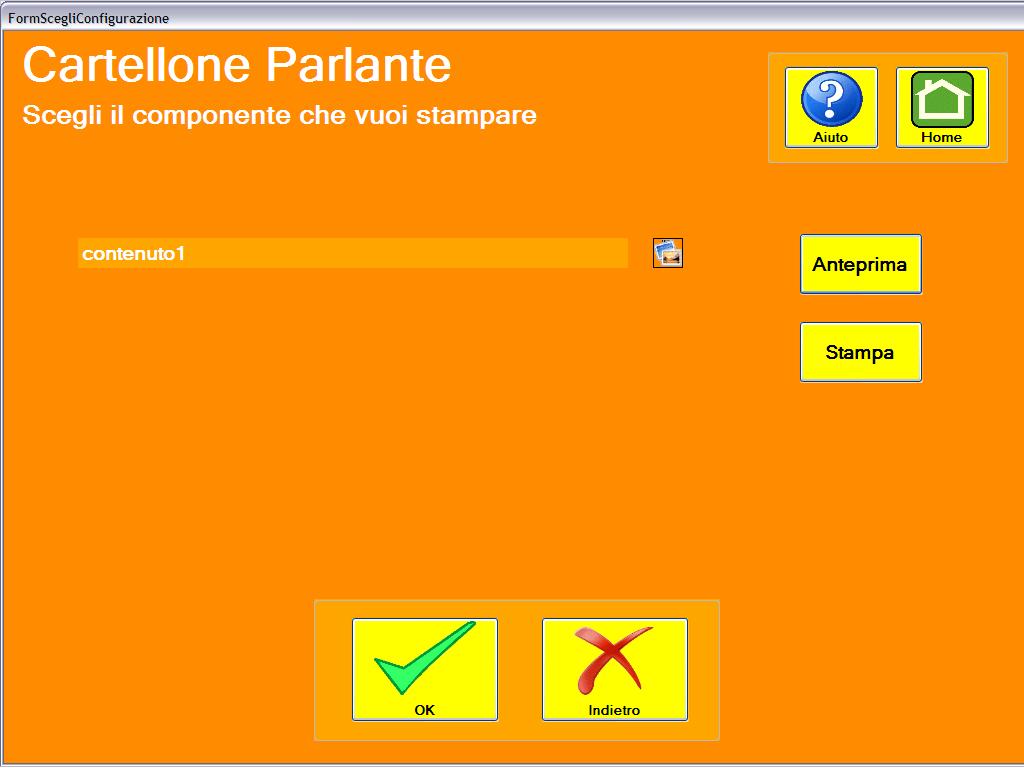 FormScegliConfigurazione
Cartellone Parlante
Scegli il componente che vuoi stampare
Aiuto
Home
contenuto1
Anteprima
Stampa
OK
Indietro